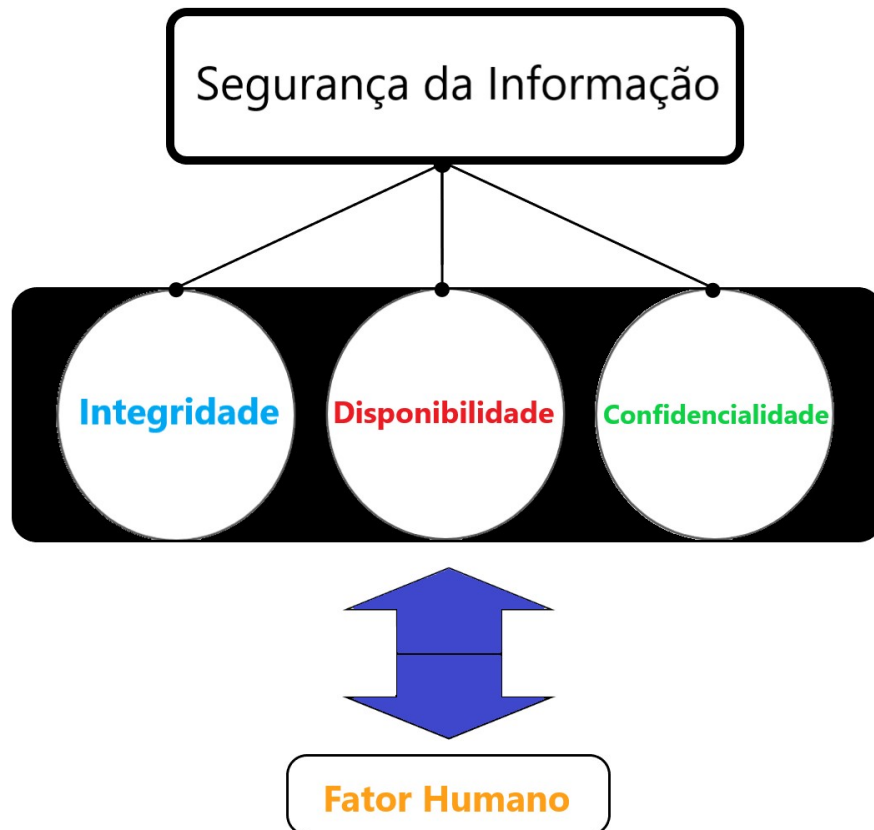 Segurança da Informação
Integridade
Disponibilidade
Confidencialidade
Fator Humano